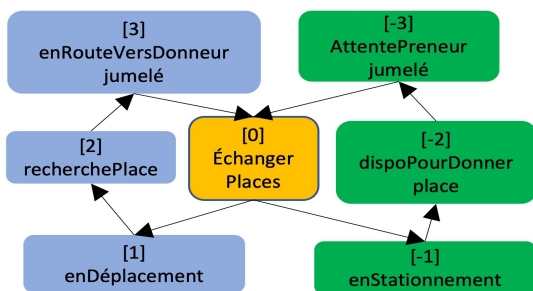 [3]
enRouteVersDonneur
jumelé
[-3]
AttentePreneur
jumelé
[2]
recherchePlace
[0]
Échanger
Places
[-2]
dispoPourDonner
place
[1]
enDéplacement
[-1]
enStationnement